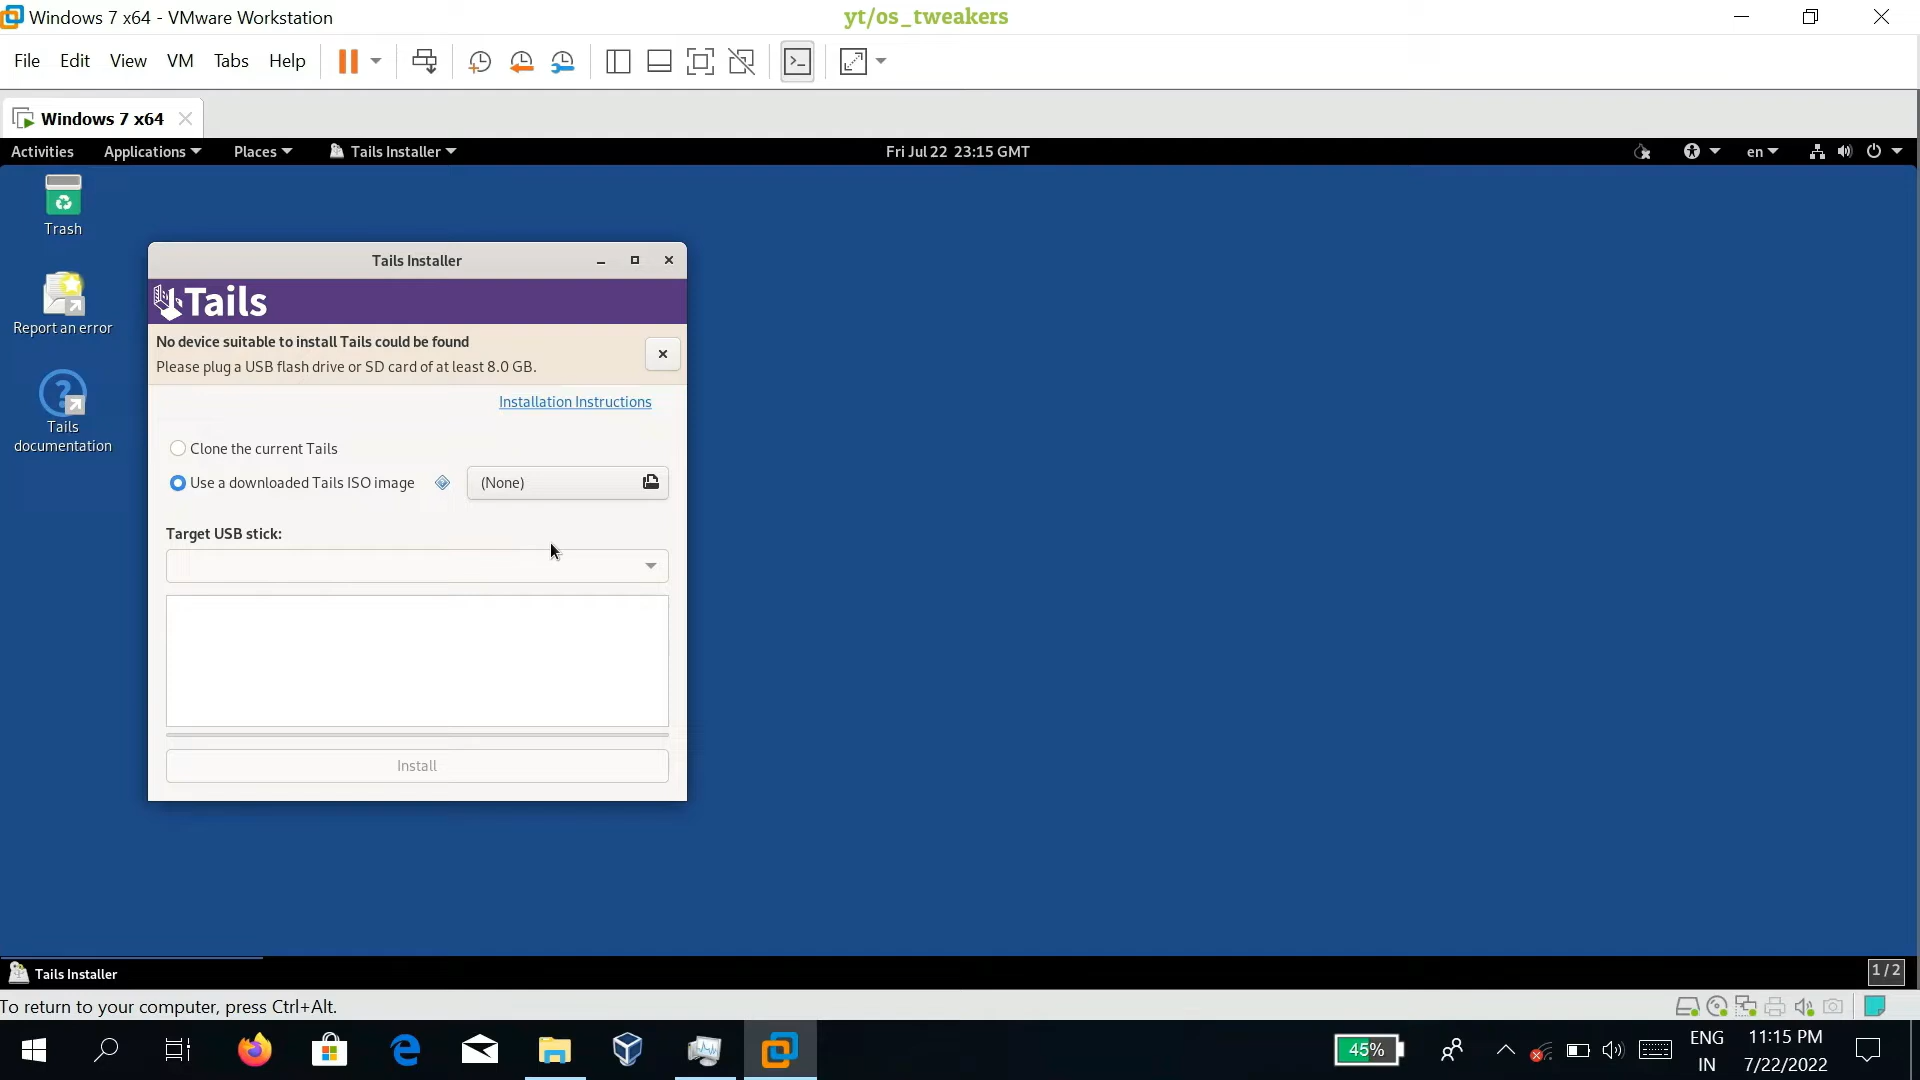 Windows 7 x64 - VMware Workstation
yt/os_tweakers
File Edit View VM Tabs Help
Windows 7 x64
Activities Applications Places Tails Installer Fri Jul 22 23:15 GMT en
Trash
Report an error
Tails
documentation
Tails Installer
Tails
No device suitable to install Tails could be found
Please plug a USB flash drive or SD card of at least 8.0 GB.
Installation Instructions
Clone the current Tails
Use a downloaded Tails ISO image (None)
Target USB stick:
Install
Tails Installer
1 / 2
To return to your computer, press Ctrl+Alt.
45%
ENG
IN
11:15 PM
7/22/2022